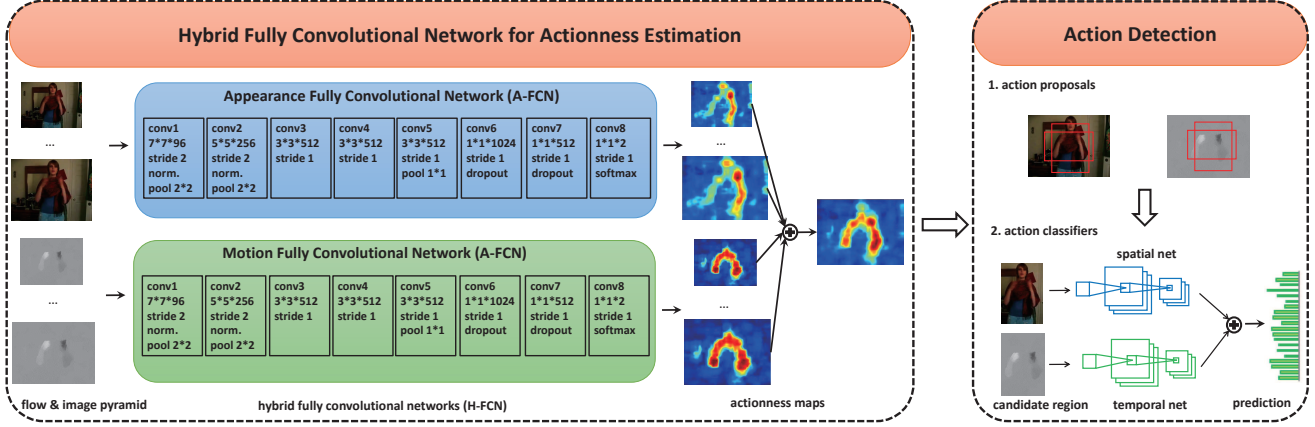 Hybrid Fully Convolutional Network for Actionness Estimation
Appearance Fully Convolutional Network (A-FCN)
conv1
7*7*96
stride 2
norm.
pool 2*2
conv2
5*5*256
stride 2
norm.
pool 2*2
conv3
3*3*512
stride 1
conv4
3*3*512
stride 1
conv5
3*3*512
stride 1
pool 1*1
conv6
1*1*1024
stride 1
dropout
conv7
1*1*512
stride 1
dropout
conv8
1*1*2
stride 1
softmax
...
...
Motion Fully Convolutional Network (A-FCN)
conv1
7*7*96
stride 2
norm.
pool 2*2
conv2
5*5*256
stride 2
norm.
pool 2*2
conv3
3*3*512
stride 1
conv4
3*3*512
stride 1
conv5
3*3*512
stride 1
pool 1*1
conv6
1*1*1024
stride 1
dropout
conv7
1*1*512
stride 1
dropout
conv8
1*1*2
stride 1
softmax
...
...
flow & image pyramid
hybrid fully convolutional networks (H-FCN)
actionness maps
Action Detection
1. action proposals
2. action classifiers
spatial net
candidate region
temporal net
prediction